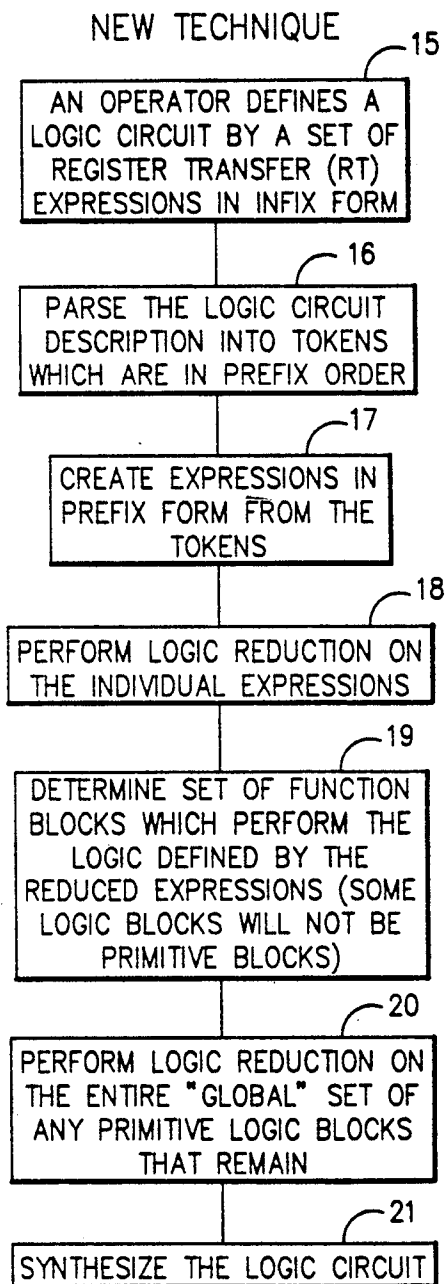 NEW TECHNIQUE
15
AN OPERATOR DEFINES A
LOGIC CIRCUIT BY A SET OF
REGISTER TRANSFER (RT)
EXPRESSIONS IN INFIX FORM
16
PARSE THE LOGIC CIRCUIT
DESCRIPTION INTO TOKENS
WHICH ARE IN PREFIX ORDER
17
CREATE EXPRESSIONS IN
PREFIX FORM FROM THE
TOKENS
18
PERFORM LOGIC REDUCTION ON
THE INDIVIDUAL EXPRESSIONS
19
DETERMINE SET OF FUNCTION
BLOCKS WHICH PERFORM THE
LOGIC DEFINED BY THE
REDUCED EXPRESSIONS (SOME
LOGIC BLOCKS WILL NOT BE
PRIMITIVE BLOCKS)
20
PERFORM LOGIC REDUCTION ON
THE ENTIRE "GLOBAL" SET OF
ANY PRIMITIVE LOGIC BLOCKS
THAT REMAIN
21
SYNTHESIZE THE LOGIC CIRCUIT